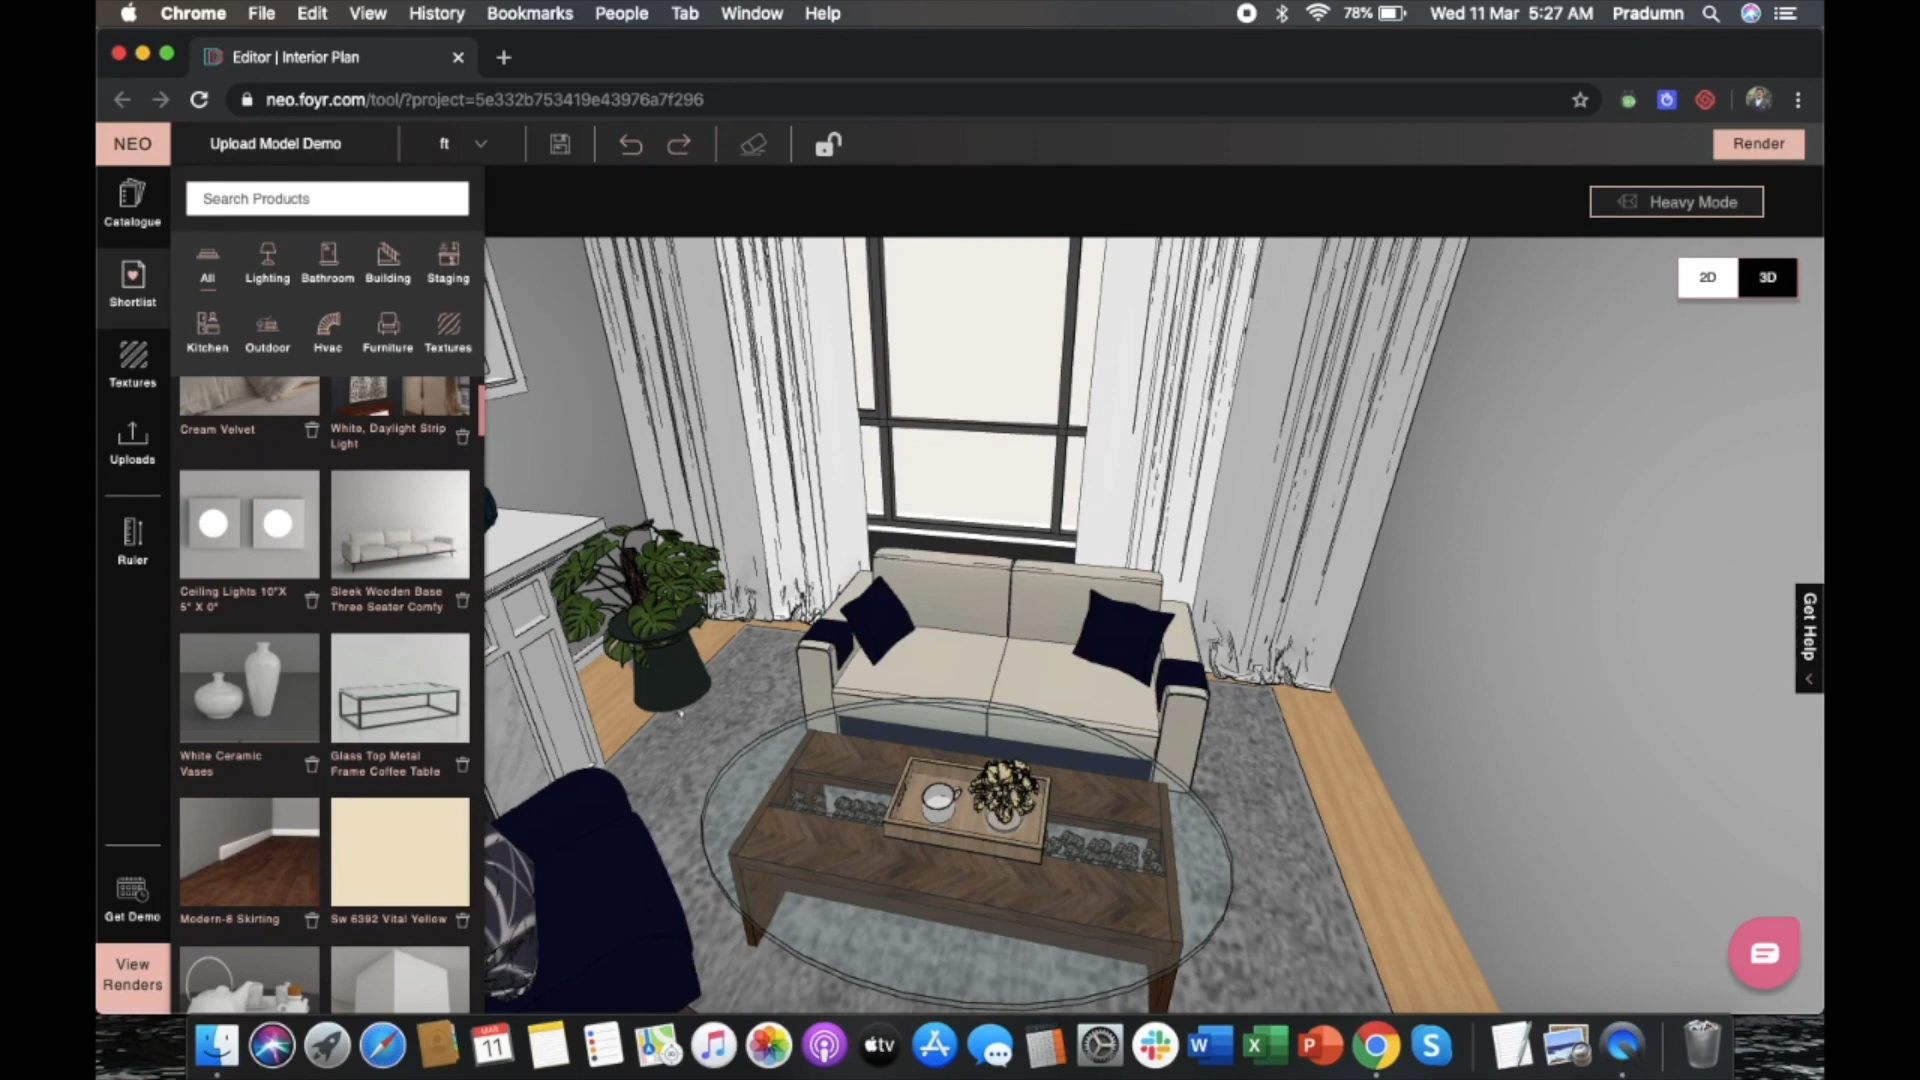 Chrome File Edit View History Bookmarks People Tab Window Help 78% Wed 11 Mar 5:27 AM Pradumn
Editor | Interior Plan
neo.foyr.com/tool/?project=5e332b753419e43976a7f296
NEO Upload Model Demo ft Render
Search Products
Heavy Mode
Catalogue
Shortlist
Textures
Uploads
Ruler
Get Demo
View
Renders
All Lighting Bathroom Building Staging
Kitchen Outdoor Hvac Furniture Textures
Cream Velvet
White, Daylight Strip
Light
Ceiling Lights 10"X
5" X 0"
Sleek Wooden Base
Three Seater Comfy
White Ceramic
Vases
Glass Top Metal
Frame Coffee Table
Modern-8 Skirting
Sw 6392 Vital Yellow
2D 3D
Get Help
MAR
11
tv
W
X
P
S